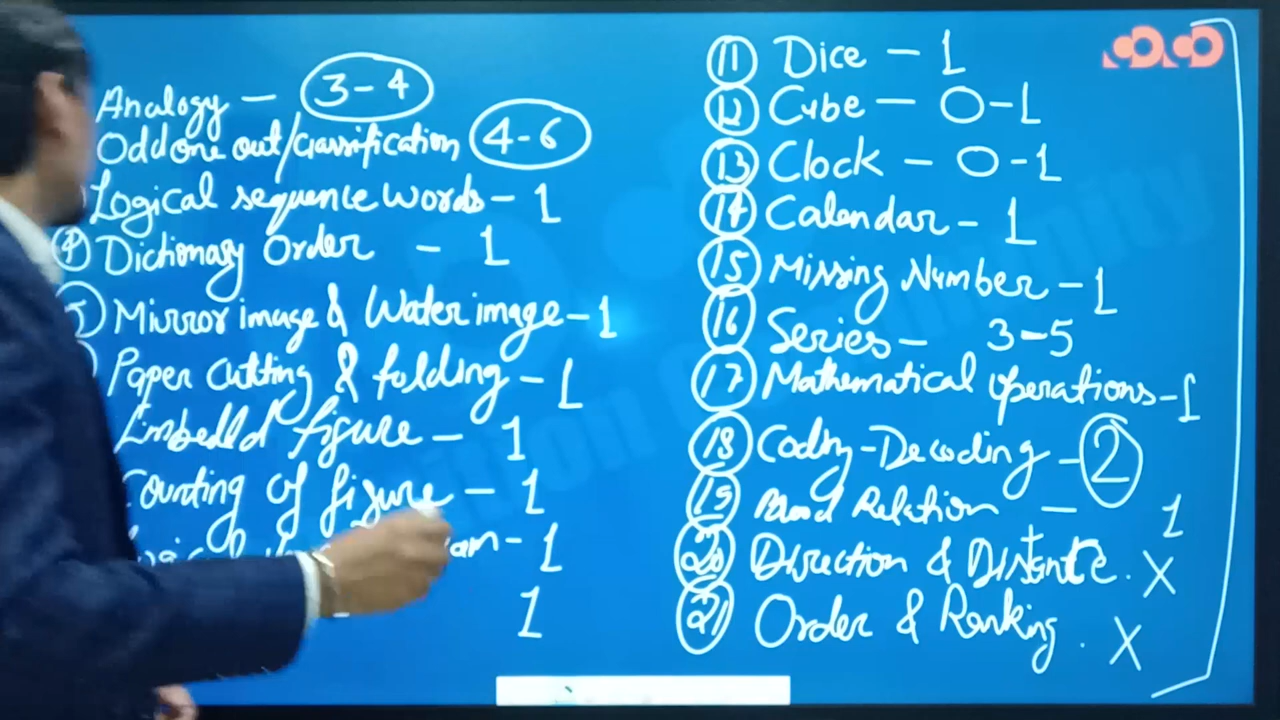 Analogy - 3-4
Odd one out/Classification 4-6
Logical sequence words - 1
4 Dictionary Order - 1
5 Mirror image & Water image - 1
Paper cutting & folding - 1
Embedd figure - 1
Counting of figure - 1
- 1
1
11 Dice - 1
12 Cube - 0-1
13 Clock - 0-1
14 Calendar - 1
15 Missing Number - 1
16 Series - 3-5
17 Mathematical operations - 1
18 Coding-Decoding - 2
19 Blood Relation - 1
20 Direction & Distante. X
21 Order & Ranking. X